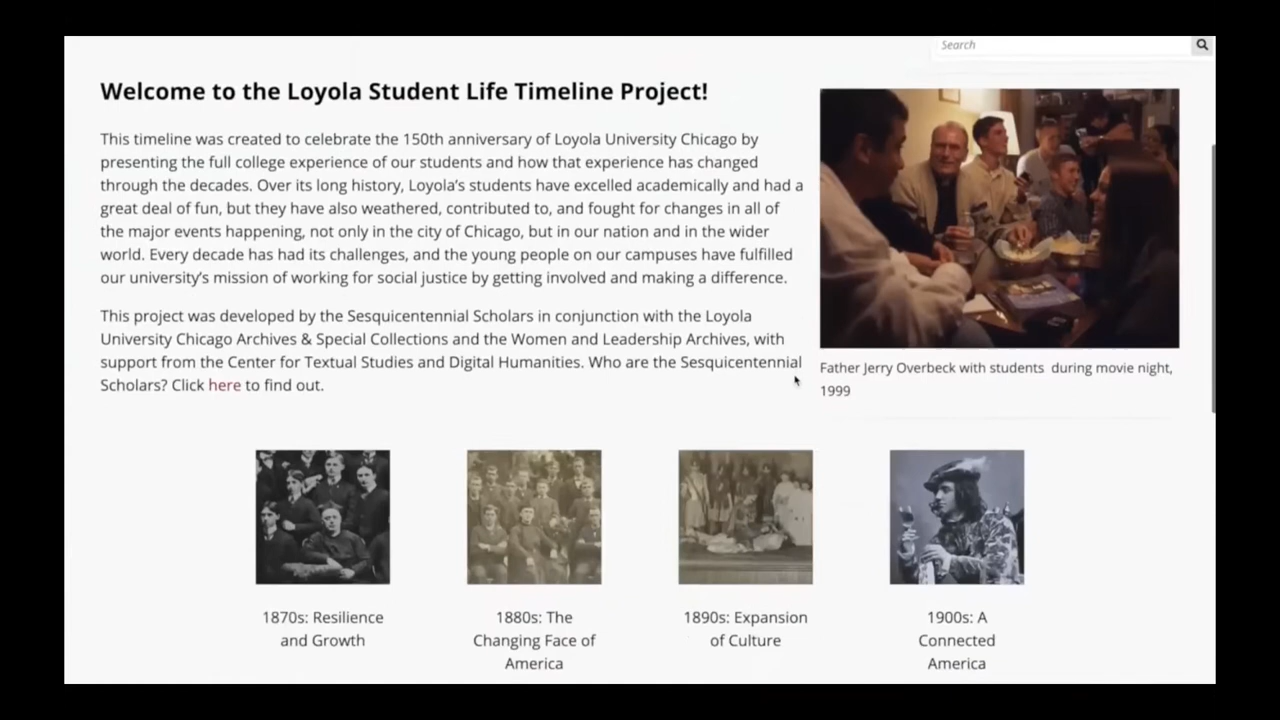 Search
Welcome to the Loyola Student Life Timeline Project!
This timeline was created to celebrate the 150th anniversary of Loyola University Chicago by
presenting the full college experience of our students and how that experience has changed
through the decades. Over its long history, Loyola’s students have excelled academically and had a
great deal of fun, but they have also weathered, contributed to, and fought for changes in all of
the major events happening, not only in the city of Chicago, but in our nation and in the wider
world. Every decade has had its challenges, and the young people on our campuses have fulfilled
our university’s mission of working for social justice by getting involved and making a difference.
This project was developed by the Sesquicentennial Scholars in conjunction with the Loyola
University Chicago Archives & Special Collections and the Women and Leadership Archives, with
support from the Center for Textual Studies and Digital Humanities. Who are the Sesquicentennial
Scholars? Click here to find out.
Father Jerry Overbeck with students during movie night,
1999
1870s: Resilience
and Growth
1880s: The
Changing Face of
America
1890s: Expansion
of Culture
1900s: A
Connected
America